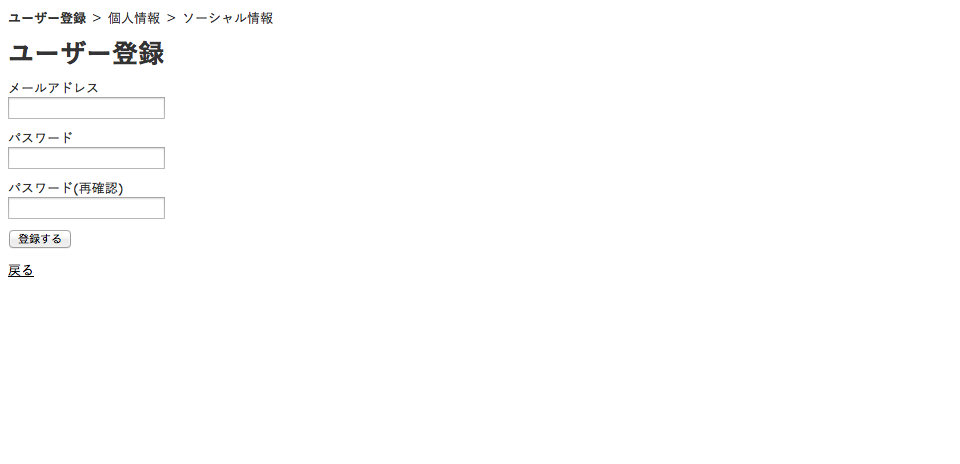 ユーザー登録 > 個人情報 > ソーシャル情報
ユーザー登録
メールアドレス
パスワード
パスワード(再確認)
登録する
戻る